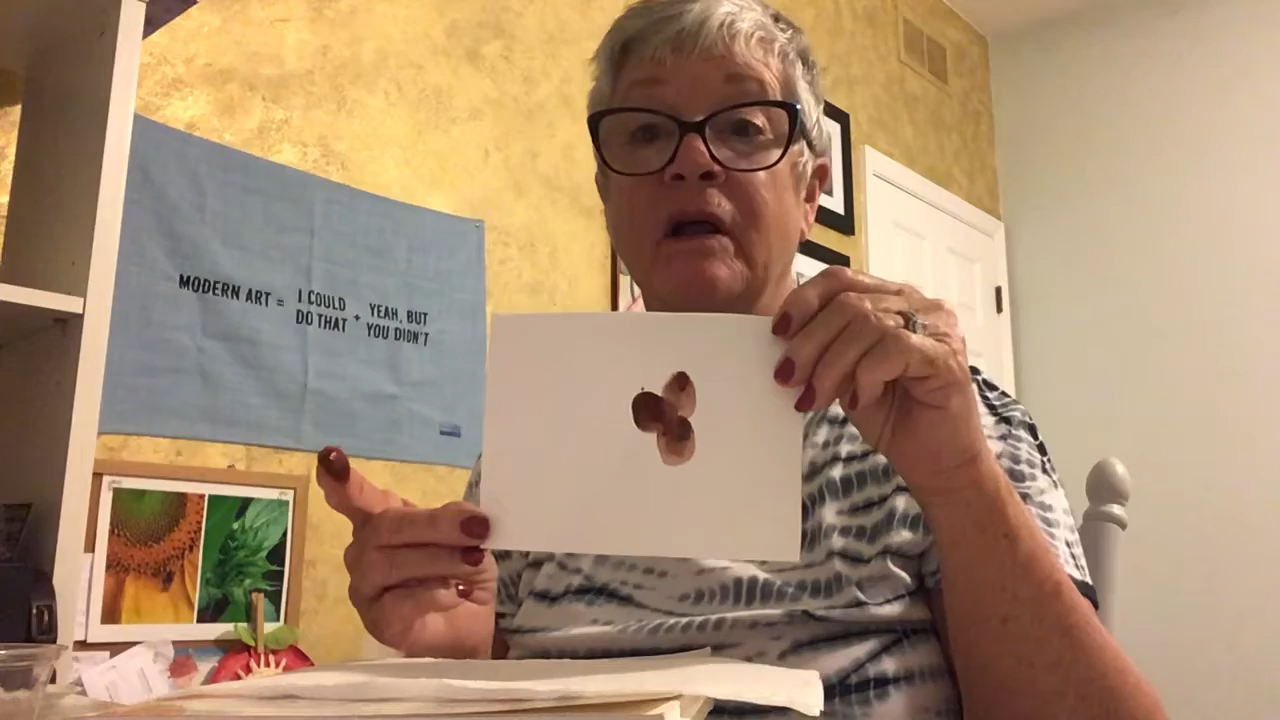 MODERN ART = I COULD + YEAH, BUT
DO THAT YOU DIDN'T